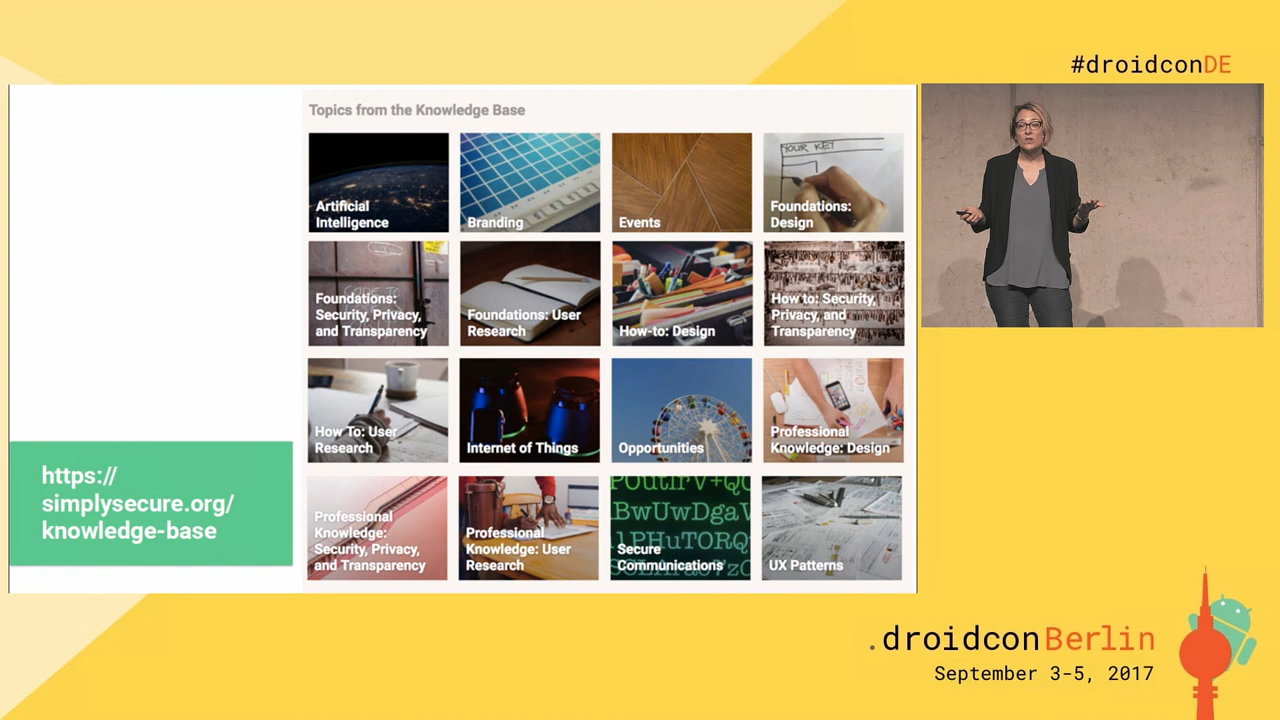 #droidconDE
Topics from the Knowledge Base
Artificial
Intelligence
Branding
Events
YOUR KEY
Foundations:
Design
Foundations:
Security, Privacy,
and Transparency
Foundations: User
Research
How-to: Design
How to: Security,
Privacy, and
Transparency
How To: User
Research
Internet of Things
Opportunities
Professional
Knowledge: Design
Professional
Knowledge:
Security, Privacy,
and Transparency
Professional
Knowledge: User
Research
Secure
Communications
UX Patterns
https://
simplysecure.org/
knowledge-base
.droidconBerlin
September 3-5, 2017